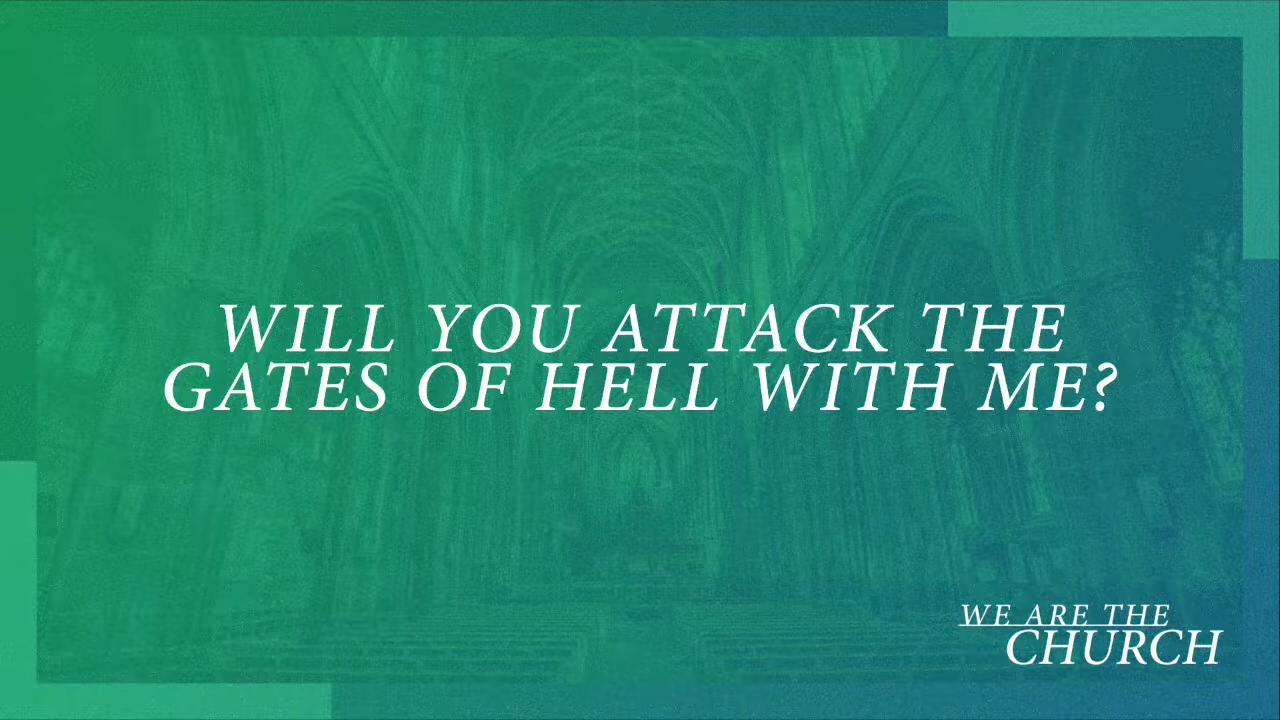 WILL YOU ATTACK THE
GATES OF HELL WITH ME?
WE ARE THE
CHURCH